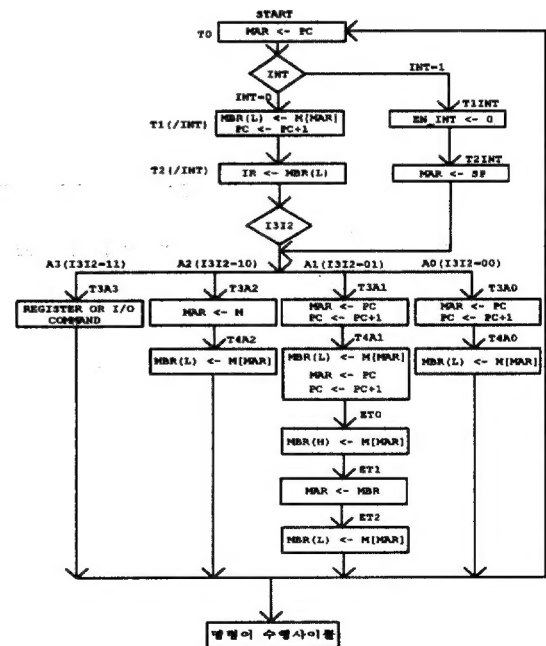 START
T0
MAR <- PC
INT
INT=1
INT=0
T1(/INT)
MBR(L) <- M[MAR]
PC <- PC+1
T1INT
EN_INT <- 0
T2(/INT)
IR <- MBR(L)
T2INT
MAR <- SP
I3I2
A3(I3I2=11)
A2(I3I2=10)
A1(I3I2=01)
A0(I3I2=00)
T3A3
T3A2
T3A1
T3A0
REGISTER OR I/O
COMMAND
MAR <- M
MAR <- PC
PC <- PC+1
MAR <- PC
PC <- PC+1
T4A2
T4A1
T4A0
MBR(L) <- M[MAR]
MBR(L) <- M[MAR]
MAR <- PC
PC <- PC+1
MBR(L) <- M[MAR]
ET0
MBR(H) <- M[MAR]
ET1
MAR <- MBR
ET2
MBR(L) <- M[MAR]
명령어 수행사이클